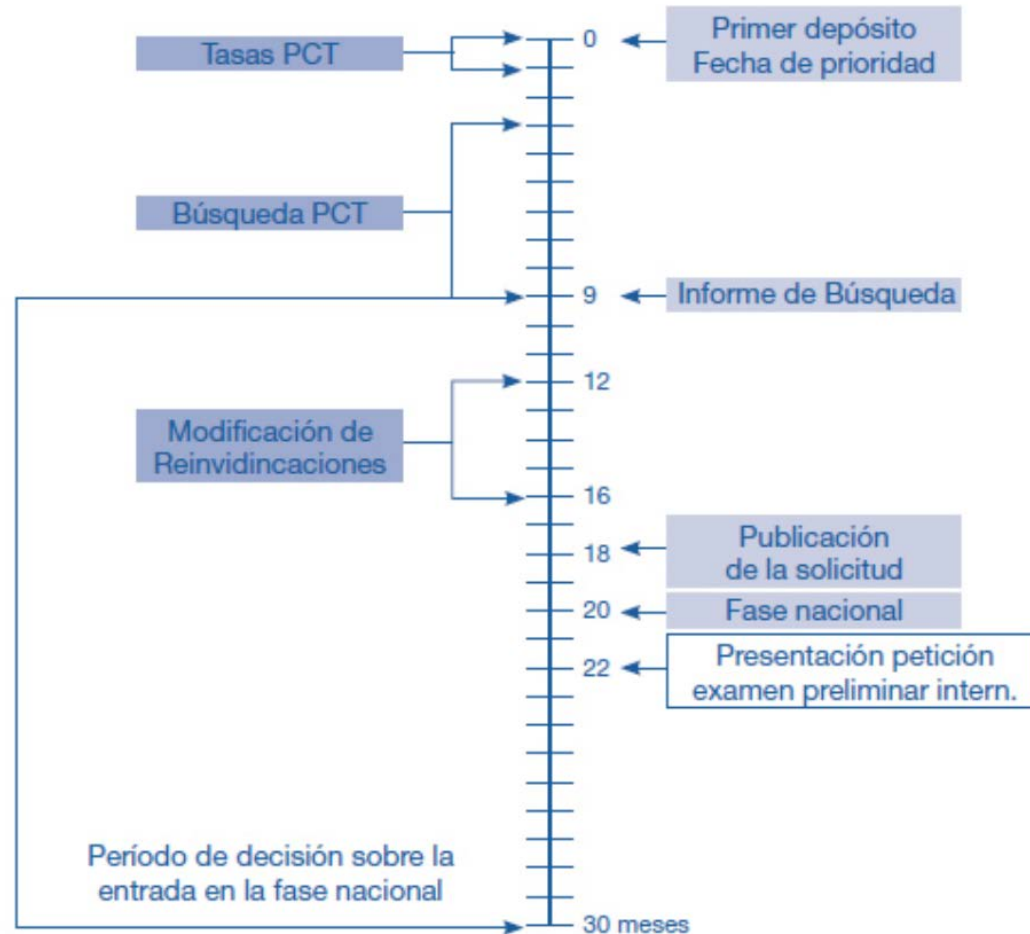 Tasas PCT
0
Primer depósito
Fecha de prioridad
Búsqueda PCT
9
Informe de Búsqueda
12
Modificación de
Reinvidincaciones
16
18
Publicación
de la solicitud
20
Fase nacional
22
Presentación petición
examen preliminar intern.
Período de decisión sobre la
entrada en la fase nacional
30 meses